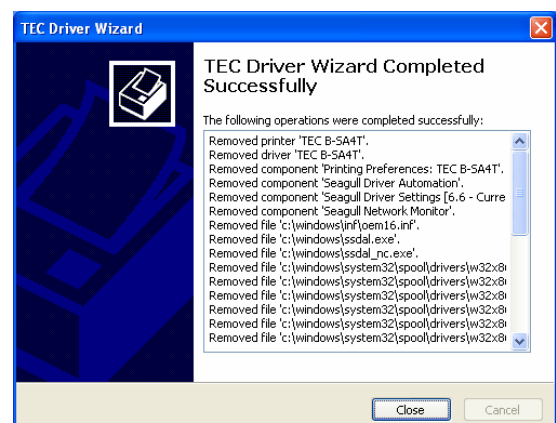 TEC Driver Wizard
TEC Driver Wizard Completed
Successfully
The following operations were completed successfully:
Removed printer 'TEC B-SA4T'.
Removed driver 'TEC B-SA4T'.
Removed component 'Printing Preferences: TEC B-SA4T'.
Removed component 'Seagull Driver Automation'.
Removed component 'Seagull Driver Settings [6.6 - Curre
Removed component 'Seagull Network Monitor'.
Removed file 'c:\windows\inf\oem16.inf'.
Removed file 'c:\windows\ssdal.exe'.
Removed file 'c:\windows\ssdal_nc.exe'.
Removed file 'c:\windows\system32\spool\drivers\w32x8
Removed file 'c:\windows\system32\spool\drivers\w32x8
Removed file 'c:\windows\system32\spool\drivers\w32x8
Removed file 'c:\windows\system32\spool\drivers\w32x8
Removed file 'c:\windows\system32\spool\drivers\w32x8
Removed file 'c:\windows\system32\spool\drivers\w32x8
Close
Cancel